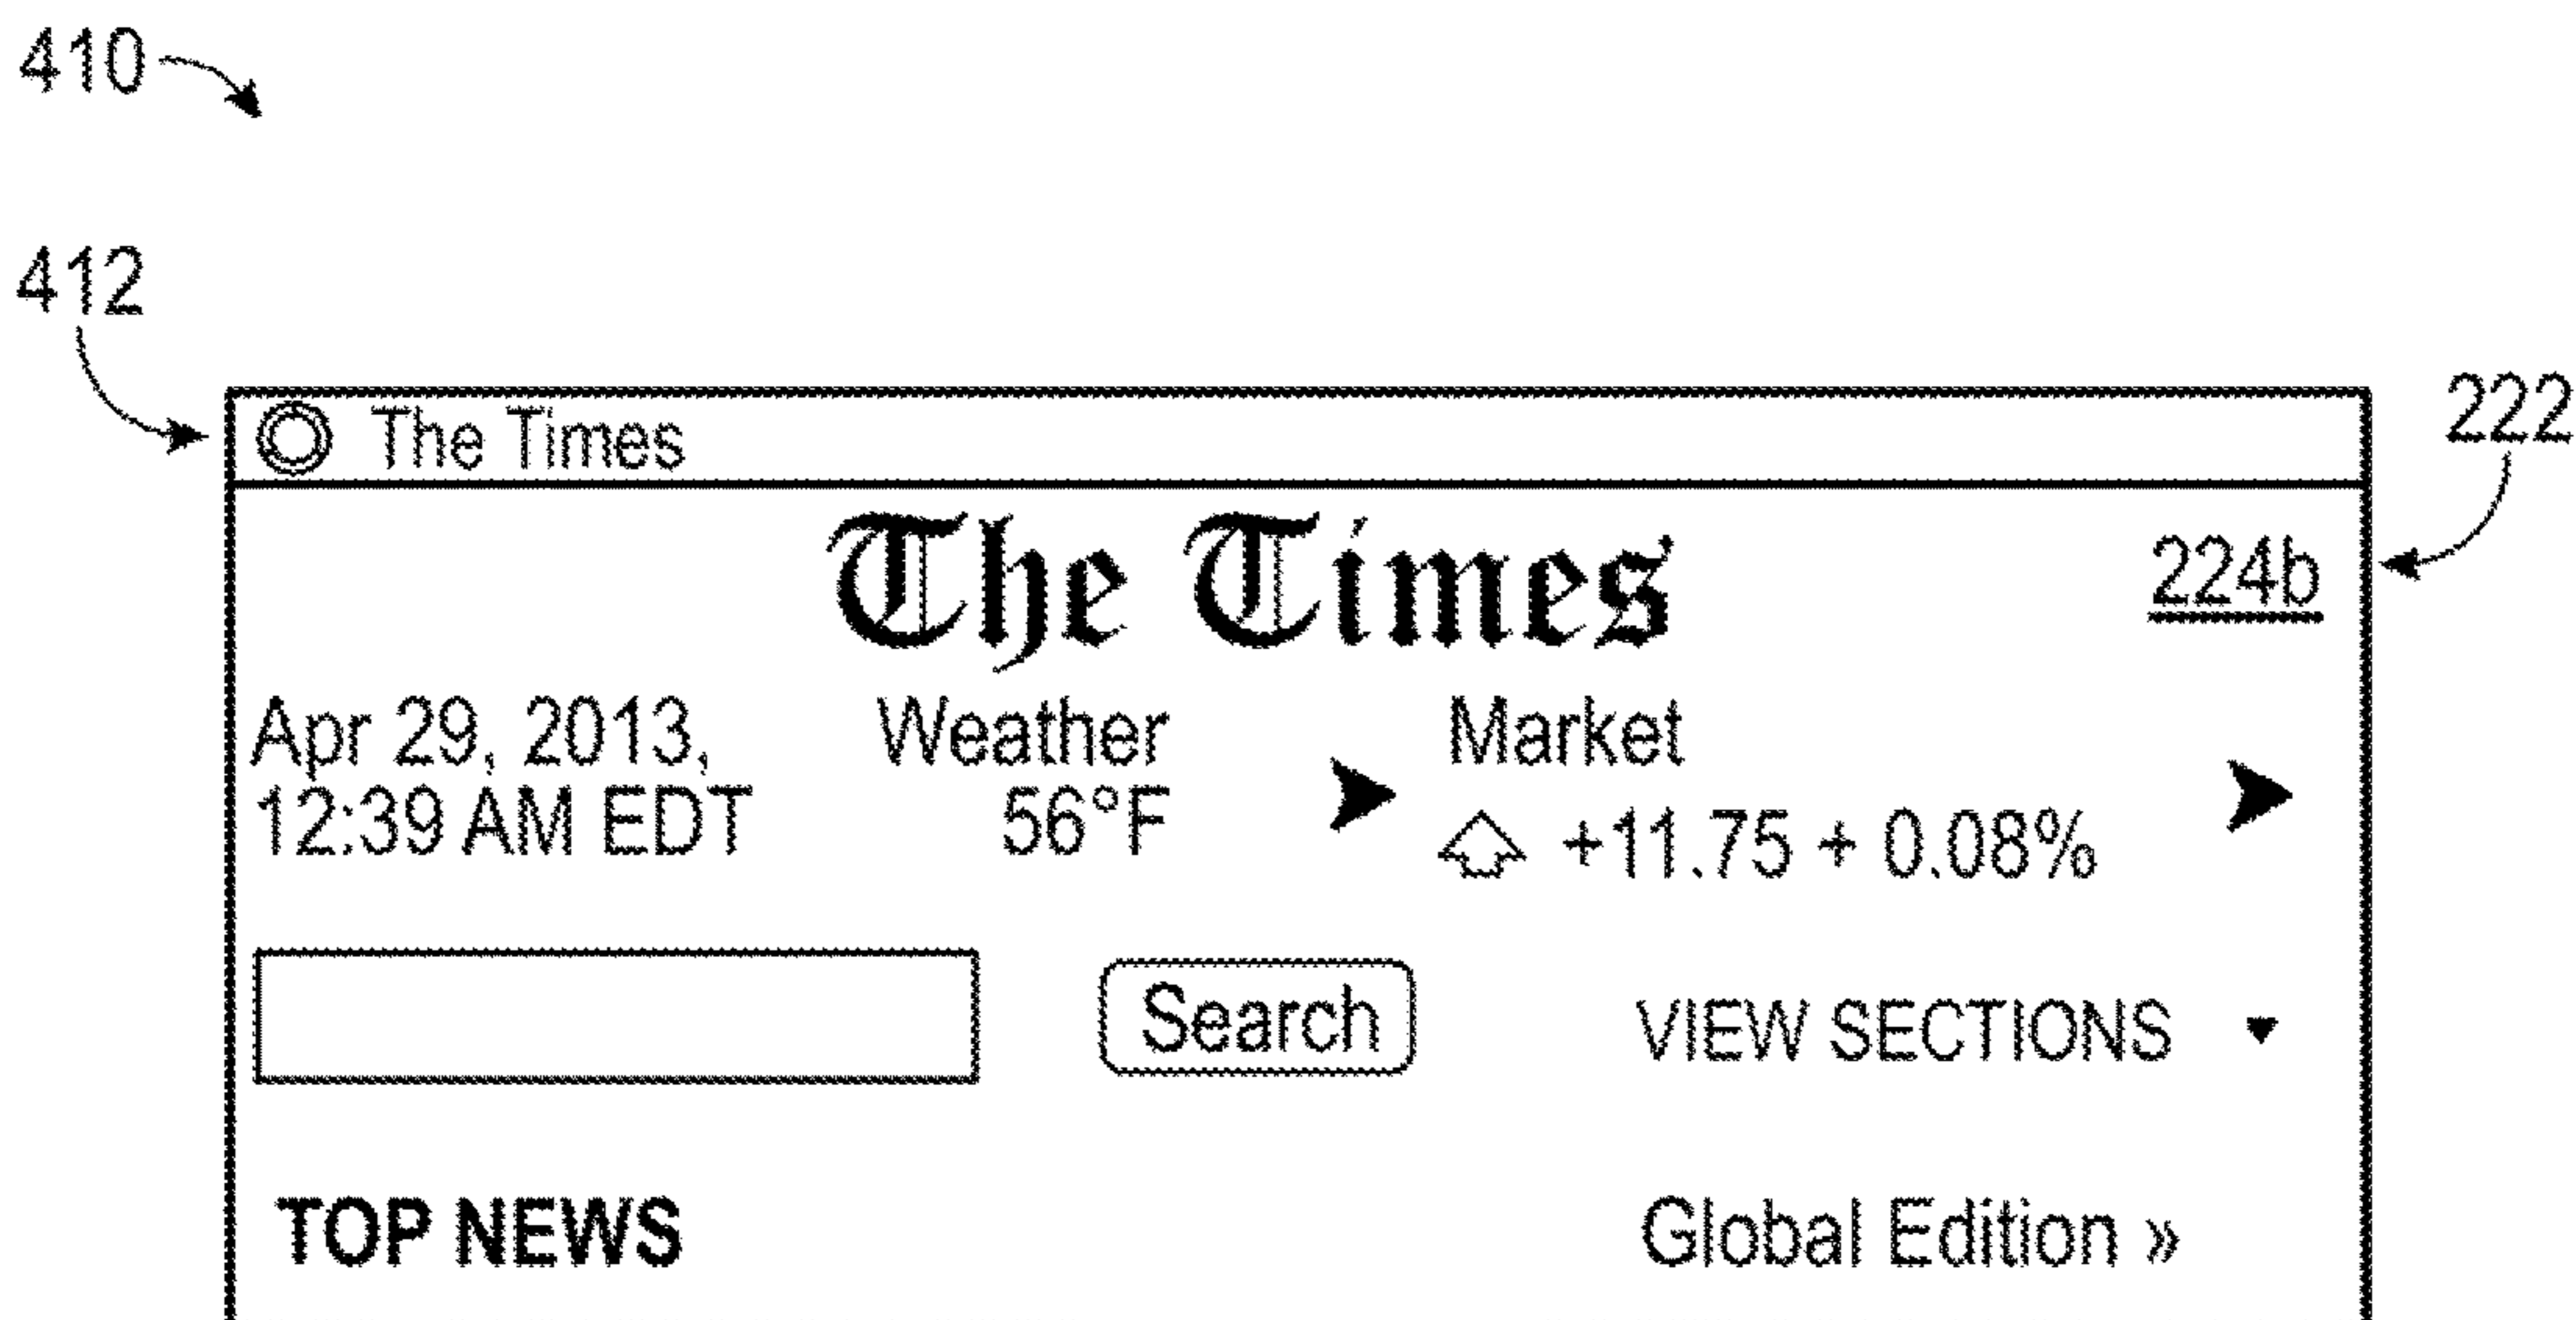 410
412
222
The Times
The Times
224b
Apr 29, 2013,
12:39 AM EDT
Weather
56°F
Market
+11.75 + 0.08%
Search
VIEW SECTIONS
TOP NEWS
Global Edition »